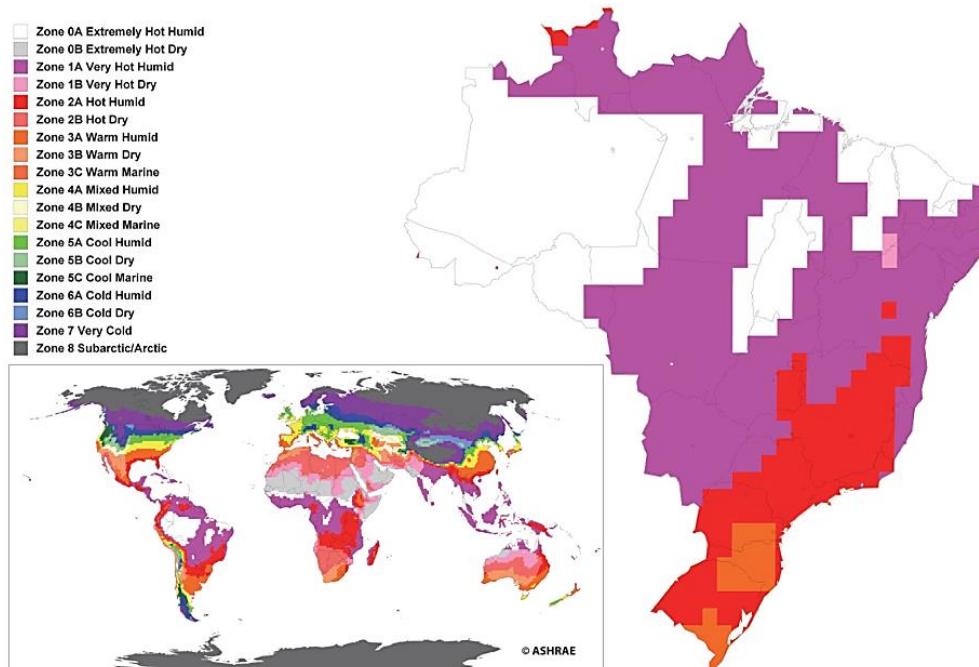 Zone 0A Extremely Hot Humid
Zone 0B Extremely Hot Dry
Zone 1A Very Hot Humid
Zone 1B Very Hot Dry
Zone 2A Hot Humid
Zone 2B Hot Dry
Zone 3A Warm Humid
Zone 3B Warm Dry
Zone 3C Warm Marine
Zone 4A Mixed Humid
Zone 4B Mixed Dry
Zone 4C Mixed Marine
Zone 5A Cool Humid
Zone 5B Cool Dry
Zone 5C Cool Marine
Zone 6A Cold Humid
Zone 6B Cold Dry
Zone 7 Very Cold
Zone 8 Subarctic/Arctic
© ASHRAE